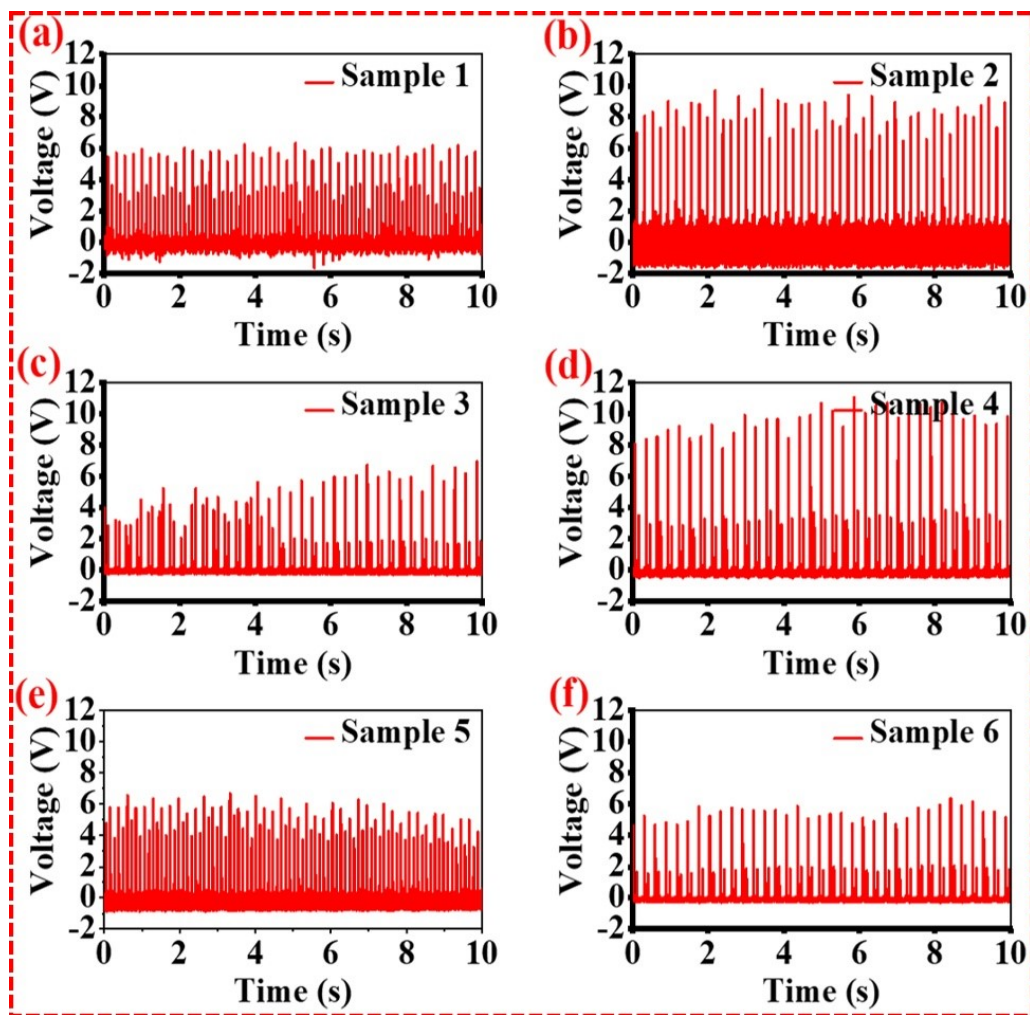 (a)
Sample 1
Voltage (V)
12
10
8
6
4
2
0
-2
0 2 4 6 8 10
Time (s)
(b)
Sample 2
Voltage (V)
12
10
8
6
4
2
0
-2
0 2 4 6 8 10
Time (s)
(c)
Sample 3
Voltage (V)
12
10
8
6
4
2
0
-2
0 2 4 6 8 10
Time (s)
(d)
Sample 4
Voltage (V)
12
10
8
6
4
2
0
-2
0 2 4 6 8 10
Time (s)
(e)
Sample 5
Voltage (V)
12
10
8
6
4
2
0
-2
0 2 4 6 8 10
Time (s)
(f)
Sample 6
Voltage (V)
12
10
8
6
4
2
0
-2
0 2 4 6 8 10
Time (s)